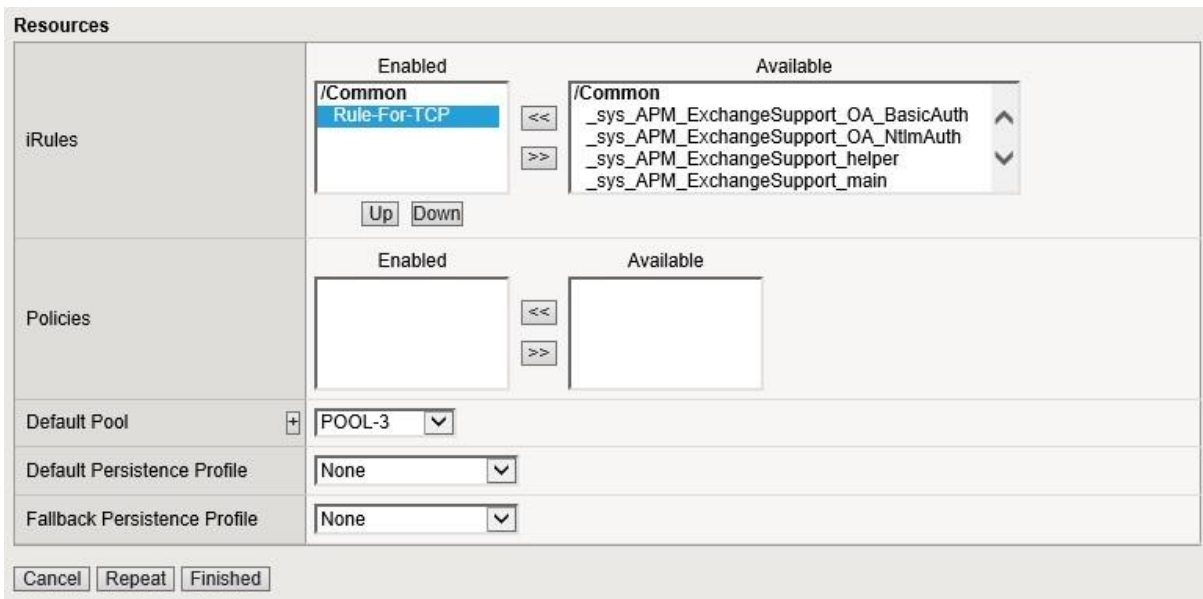 Resources
Enabled Available
iRules
/Common
Rule-For-TCP
<<
>>
/Common
_sys_APM_ExchangeSupport_OA_BasicAuth
_sys_APM_ExchangeSupport_OA_NtlmAuth
_sys_APM_ExchangeSupport_helper
_sys_APM_ExchangeSupport_main
Up Down
Enabled Available
Policies
<<
>>
Default Pool + POOL-3
Default Persistence Profile None
Fallback Persistence Profile None
Cancel Repeat Finished